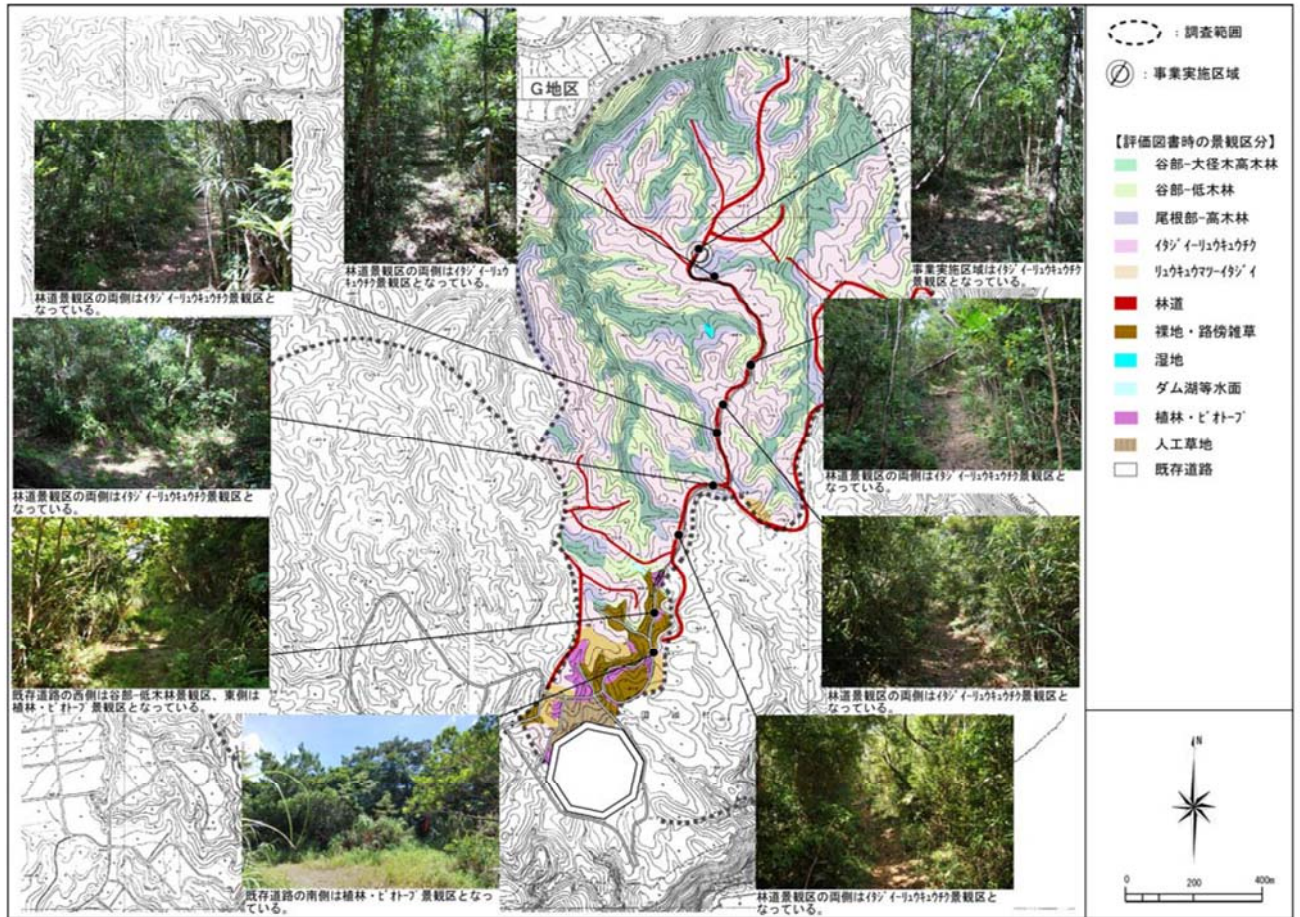 G地区
林道景観区の両側はイタジイーリュウキュウチク景観区と
なっている。
林道景観区の両側はイタジイーリュウ
キュウチク景観区となっている。
事業実施区域はイタジイーリュウキュウチク
景観区となっている。
林道景観区の両側はイタジイーリュウキュウチク景観区と
なっている。
林道景観区の両側はイタジイーリュウキュウチク景観区と
なっている。
既存道路の西側は谷部-低木林景観区、東側は
植林・ビオトープ景観区となっている。
林道景観区の両側はイタジイーリュウキュウチク景観区と
なっている。
既存道路の南側は植林・ビオトープ景観区となっ
ている。
林道景観区の両側はイタジイーリュウキュウチク景観区と
なっている。
：調査範囲
：事業実施区域
【評価図書時の景観区分】
谷部-大径木高木林
谷部-低木林
尾根部-高木林
イタジイーリュウキュウチク
リュウキュウマツーイタジイ
林道
裸地・路傍雑草
湿地
ダム湖等水面
植林・ビオトープ
人工草地
既存道路
N
0 200 400m